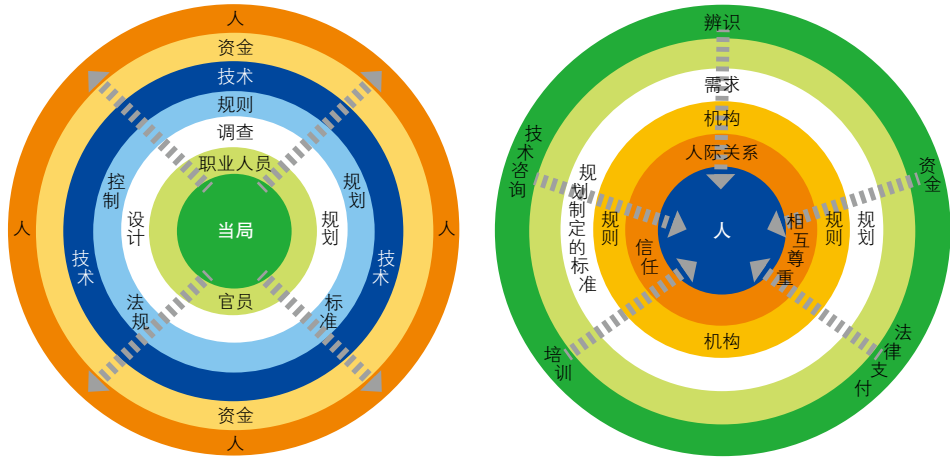 人
资金
技术
规则
调查
职业人员
控制
规划
设计
规划
当局
人
人
技术
技术
官员
法规
标准
资金
人
辨识
需求
机构
人际关系
技术咨询
资金
规划制定的标准
规则
信任
人
相互尊重
规则
规划
机构
培训
法律支付